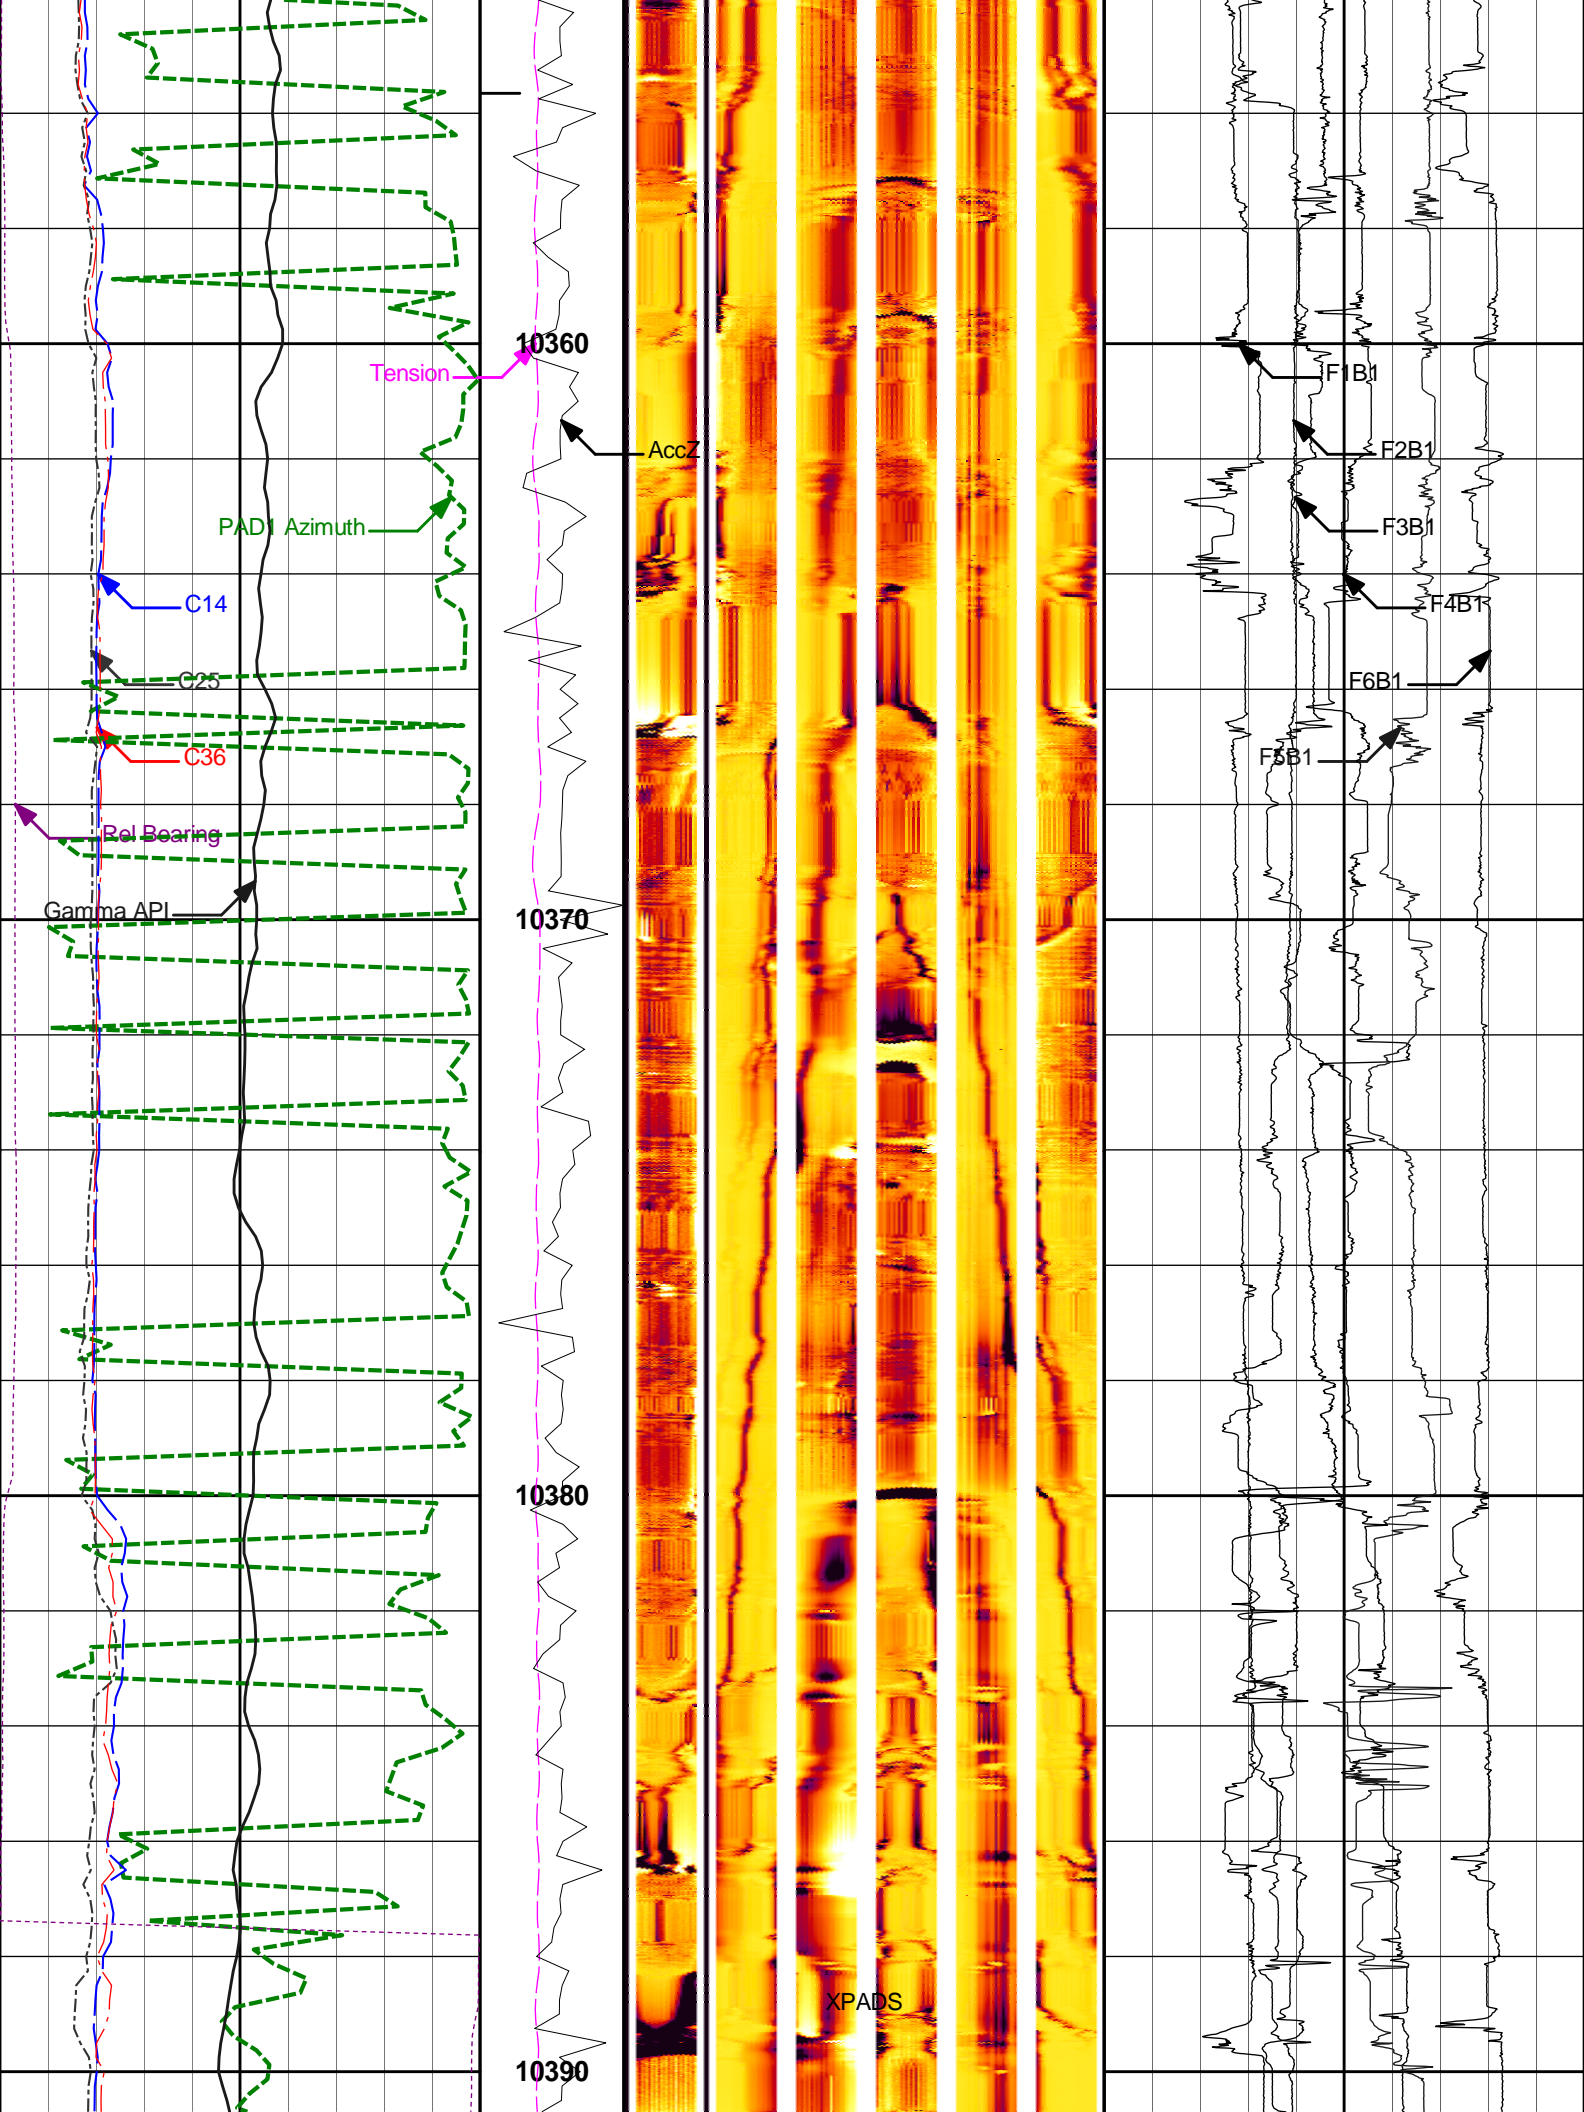 10360
Tension
F1B1
AccZ
F2B1
PAD1 Azimuth
F3B1
C14
F4B1
C25
F6B1
C36
F5B1
Rel Bearing
Gamma API
10370
10380
XPADS
10390